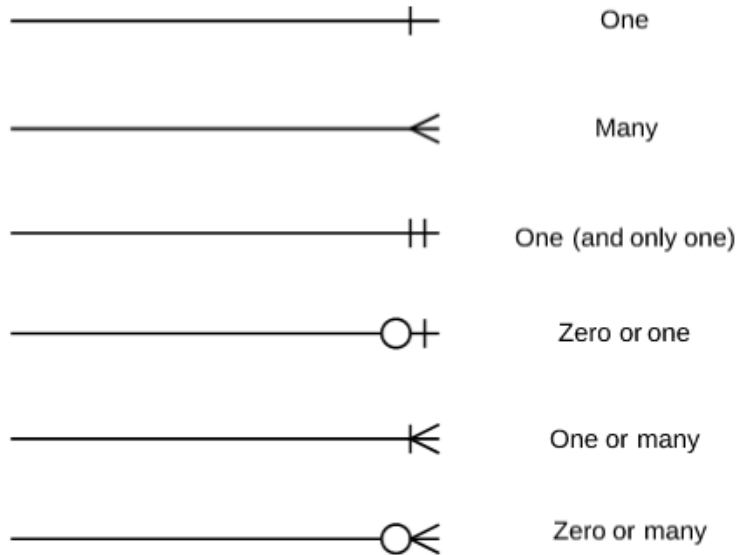 One
Many
One (and only one)
Zero or one
One or many
Zero or many